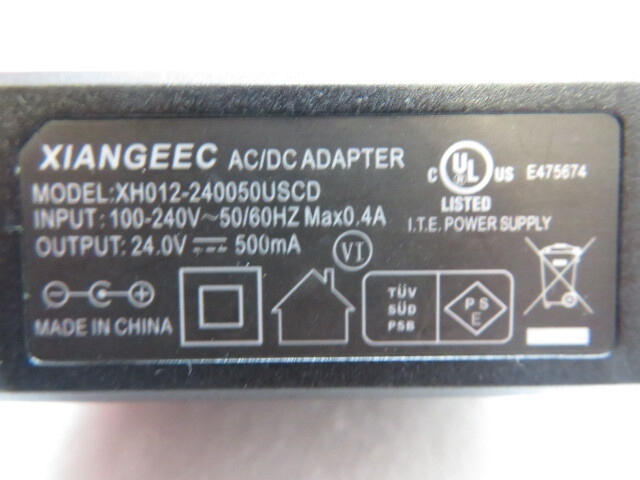 XIANGEEC AC/DC ADAPTER
MODEL:XH012-240050USCD
INPUT: 100-240V~50/60HZ Max0.4A
OUTPUT: 24.0V ⎓ 500mA
VI
C UL US E475674
LISTED
I.T.E. POWER SUPPLY
MADE IN CHINA
TÜV
SÜD
PSB
PS
E